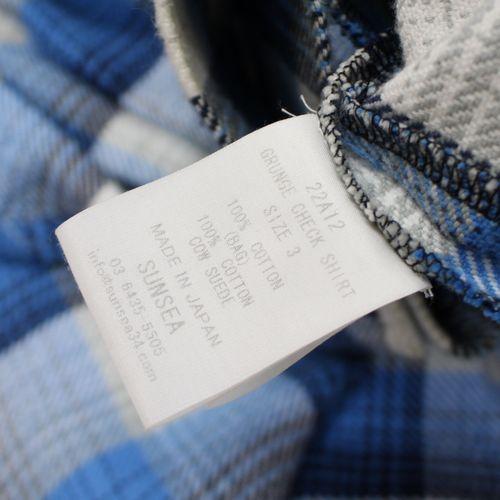 22A12
GRUNGE CHECK SHIRT
SIZE 3
100% COTTON
(BAG)
100% COTTON
COW SUEDE
MADE IN JAPAN
SUNSEA
03 6435-5505
info@sunsea34.com